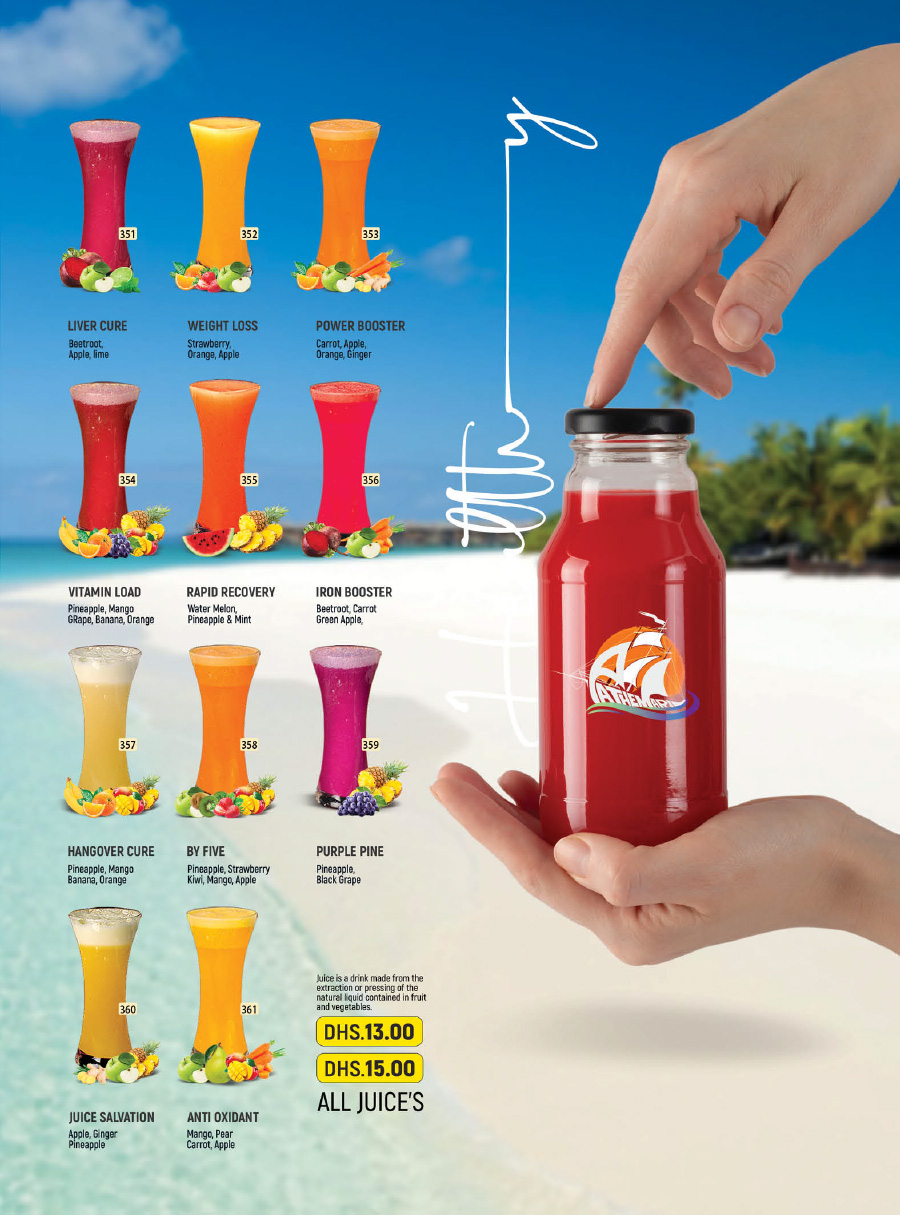 Healthy
351
352
353
LIVER CURE
Beetroot,
Apple, lime
WEIGHT LOSS
Strawberry,
Orange, Apple
POWER BOOSTER
Carrot, Apple,
Orange, Ginger
354
355
356
VITAMIN LOAD
Pineapple, Mango
GRape, Banana, Orange
RAPID RECOVERY
Water Melon,
Pineapple & Mint
IRON BOOSTER
Beetroot, Carrot
Green Apple,
357
358
359
HANGOVER CURE
Pineapple, Mango
Banana, Orange
BY FIVE
Pineapple, Strawberry
Kiwi, Mango, Apple
PURPLE PINE
Pineapple,
Black Grape
360
361
JUICE SALVATION
Apple, Ginger
Pineapple
ANTI OXIDANT
Mango, Pear
Carrot, Apple
Juice is a drink made from the
extraction or pressing of the
natural liquid contained in fruit
and vegetables.
DHS.13.00
DHS.15.00
ALL JUICE'S